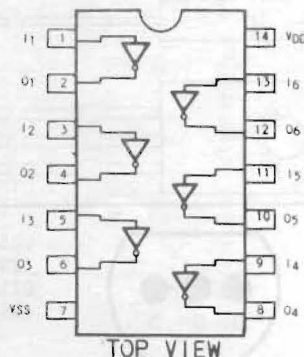 I1 1
14 VDD
O1 2
13 I6
I2 3
12 O6
O2 4
11 I5
I3 5
10 O5
O3 6
9 I4
VSS 7
8 O4
TOP VIEW